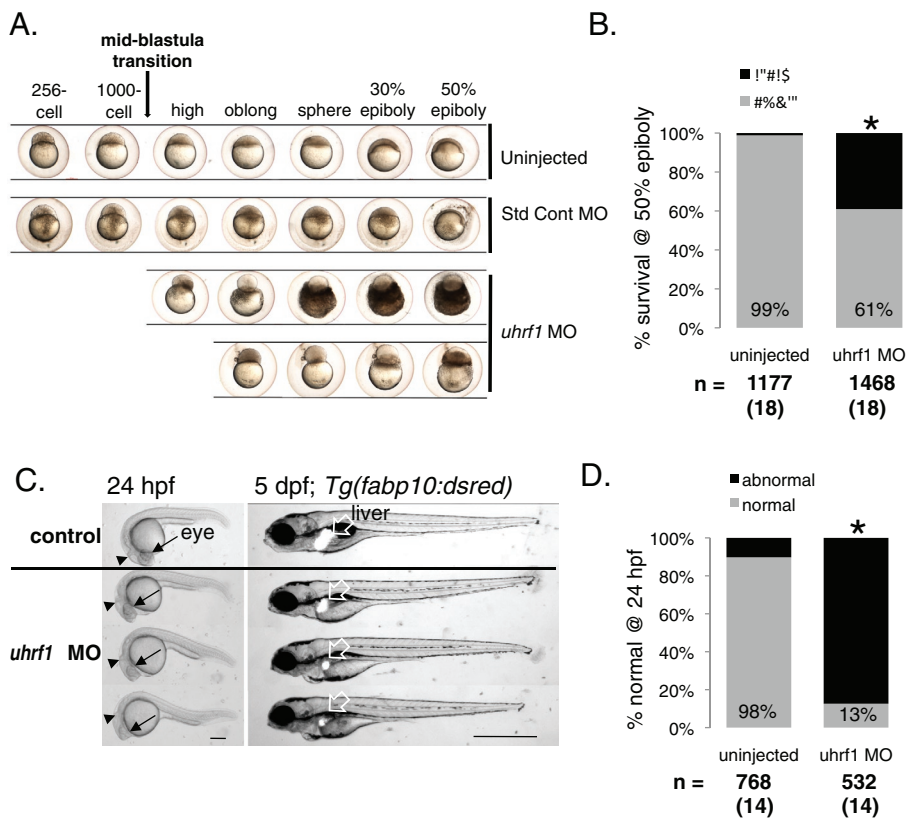 A.
mid-blastula
transition
256-
cell
1000-
cell
high
oblong
sphere
30%
epiboly
50%
epiboly
Uninjected
Std Cont MO
uhrf1 MO
B.
!"#!$
#%&'"
% survival @ 50% epiboly
100%
80%
60%
40%
20%
0%
*
99%
61%
uninjected
uhrf1 MO
n = 1177 1468
(18) (18)
C.
24 hpf
5 dpf; Tg(fabp10:dsred)
control
eye
liver
uhrf1 MO
D.
abnormal
normal
% normal @ 24 hpf
100%
80%
60%
40%
20%
0%
*
98%
13%
uninjected
uhrf1 MO
n = 768 532
(14) (14)